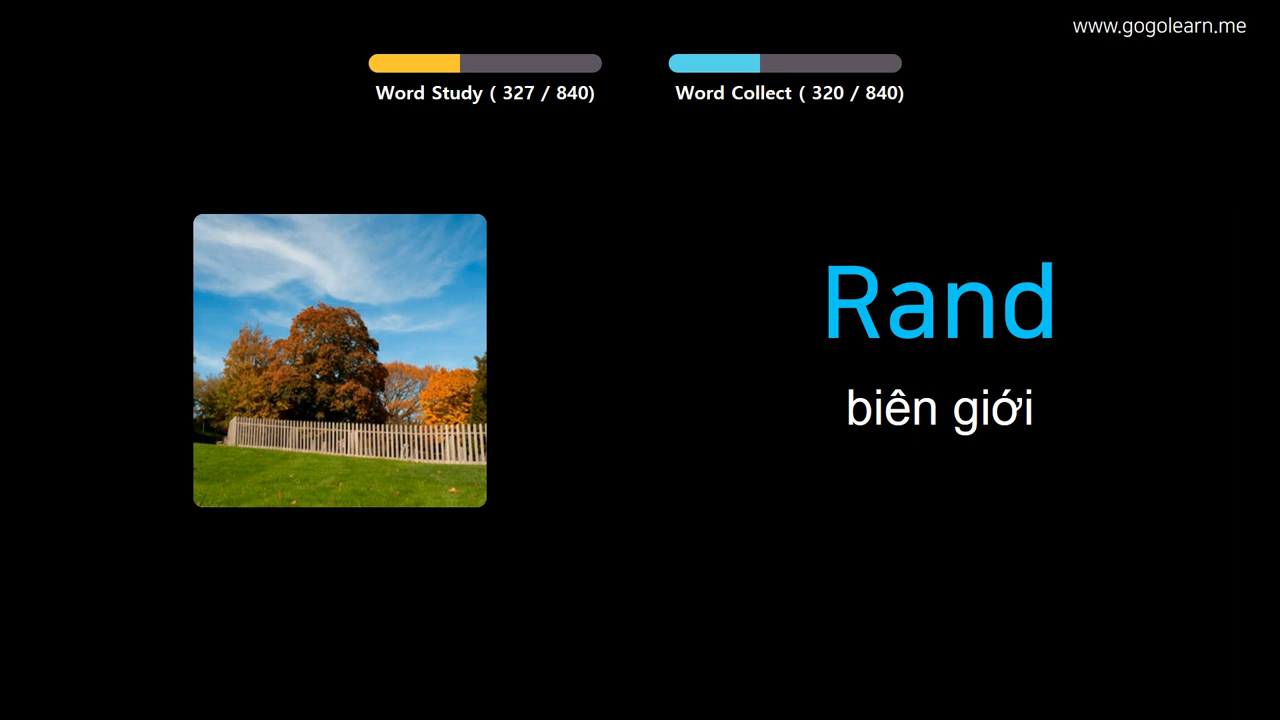 www.gogolearn.me
Word Study ( 327 / 840)
Word Collect ( 320 / 840)
Rand
biên giới